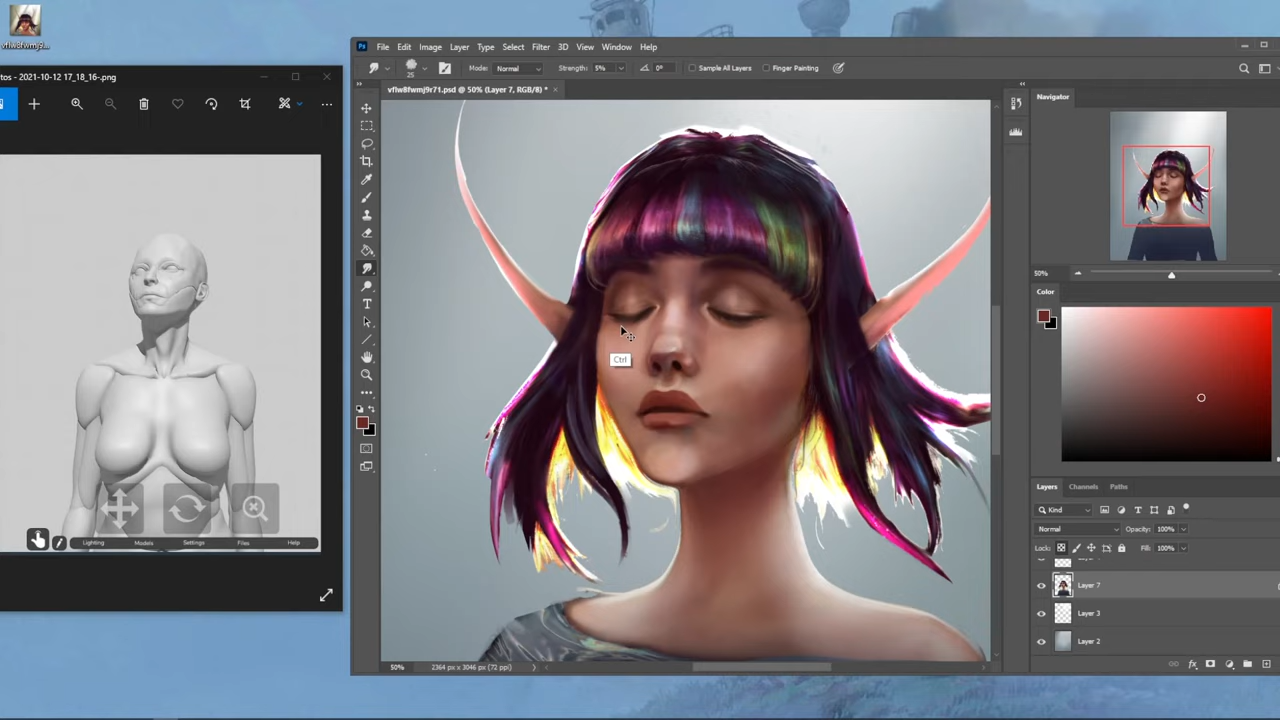 vflw8fwmj9...
tos - 2021-10-12 17_18_16-.png
Lighting Models Settings Files Help
Ps File Edit Image Layer Type Select Filter 3D View Window Help
25 Mode: Normal Strength: 5% 0° Sample All Layers Finger Painting
vflw8fwmj9r71.psd @ 50% (Layer 7, RGB/8) *
Ctrl
50% 2364 px x 3046 px (72 ppi)
Navigator
50%
Color
Layers Channels Paths
Kind
Normal Opacity: 100%
Lock: Fill: 100%
Layer 7
Layer 3
Layer 2